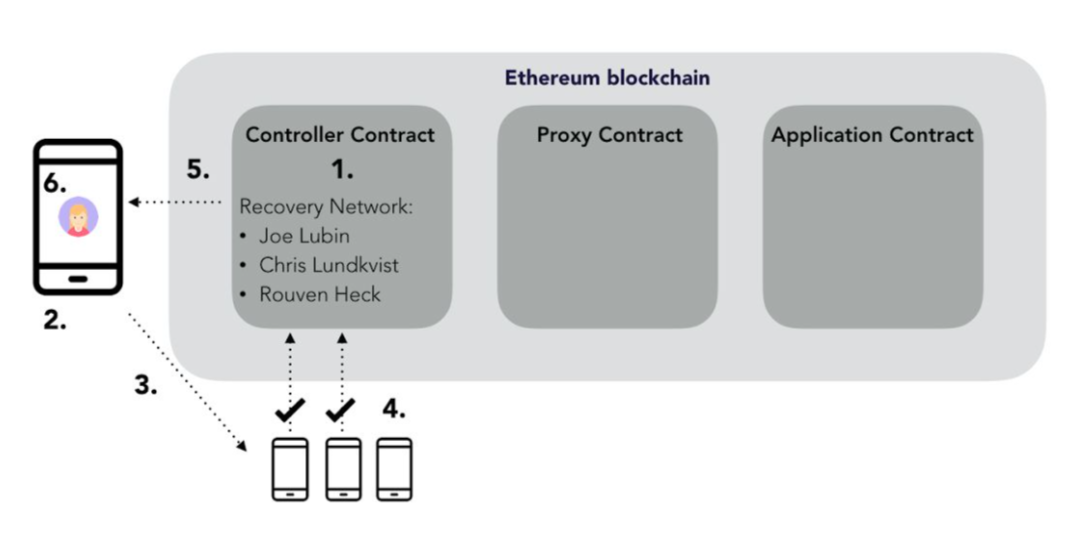 Ethereum blockchain
Controller Contract
Proxy Contract
Application Contract
1.
5.
6.
Recovery Network:
• Joe Lubin
• Chris Lundkvist
• Rouven Heck
2.
3.
4.